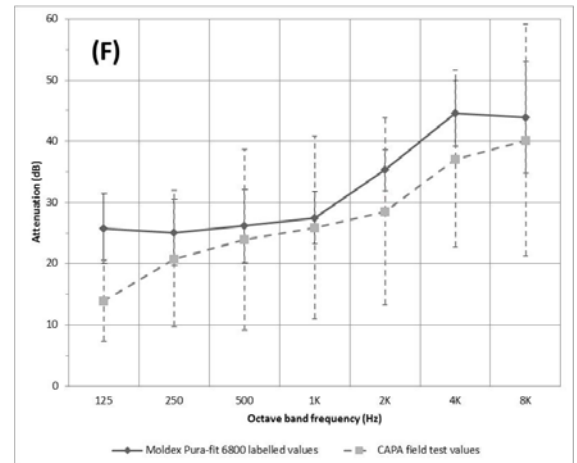 (F)
60
50
40
30
20
10
0
Attenuation (dB)
125 250 500 1K 2K 4K 8K
Octave band frequency (Hz)
Moldex Pura-fit 6800 labelled values CAPA field test values